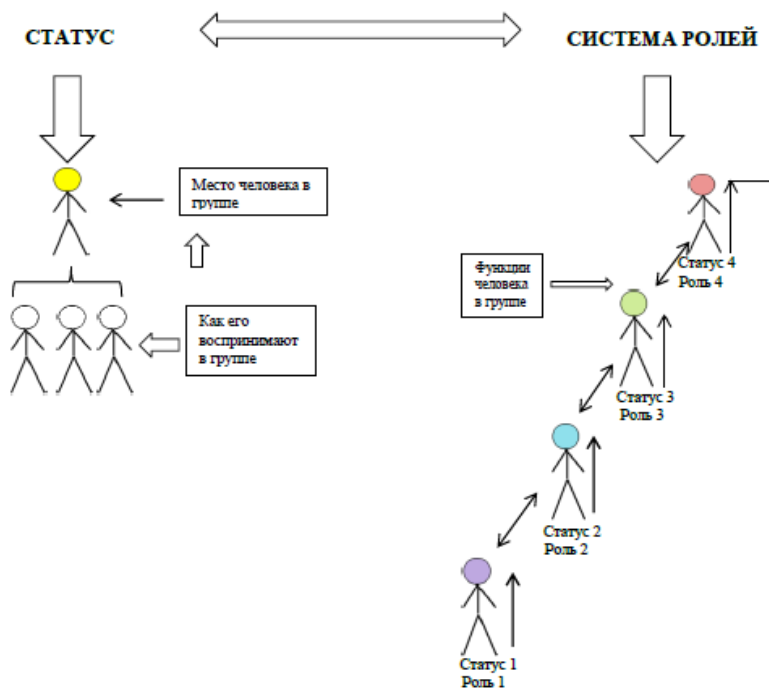 СТАТУС
СИСТЕМА РОЛЕЙ
Место человека в
группе
Как его
воспринимают
в группе
Функции
человека
в группе
Статус 4
Роль 4
Статус 3
Роль 3
Статус 2
Роль 2
Статус 1
Роль 1